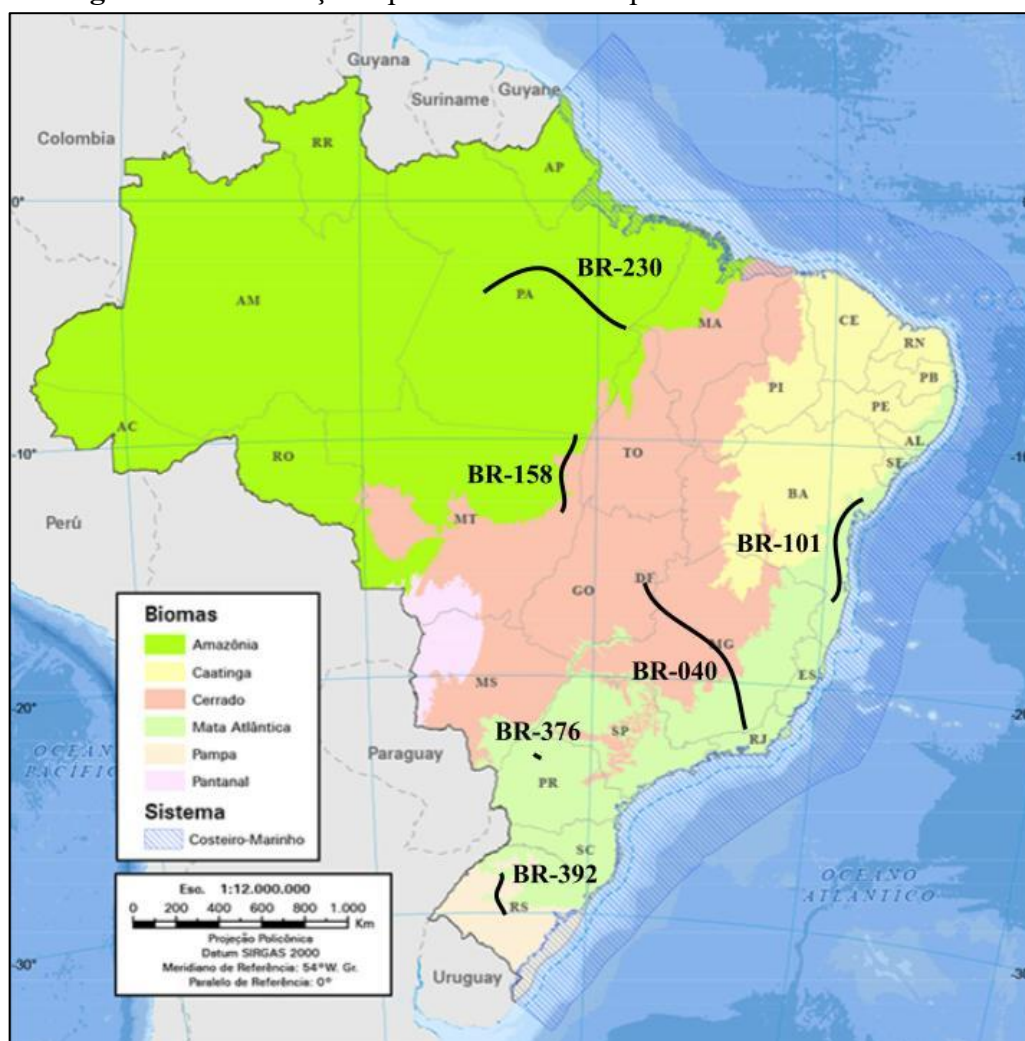 Guyana
Suriname
Guyane
Colombia
RR
AP
0°
BR-230
AM
PA
MA
CE
RN
PB
PI
PE
AC
AL
SE
-10°
RO
TO
-10
BR-158
BA
MT
Perú
BR-101
DF
GO
Biomas
Amazônia
Caatinga
Cerrado
Mata Atlântica
Pampa
Pantanal
Sistema
Costeiro-Marinho
MG
BR-040
ES
MS
-20°
-20
SP
BR-376
RJ
OCEANO
PACÍFICO
Paraguay
PR
SC
BR-392
RS
OCEANO
ATLÂNTICO
Esc. 1:12.000.000
0 200 400 600 800 1.000
Km
Projeção Policônica
Datum SIRGAS 2000
Meridiano de Referência: 54°W. Gr.
Paralelo de Referência: 0°
-30°
-30
Uruguay